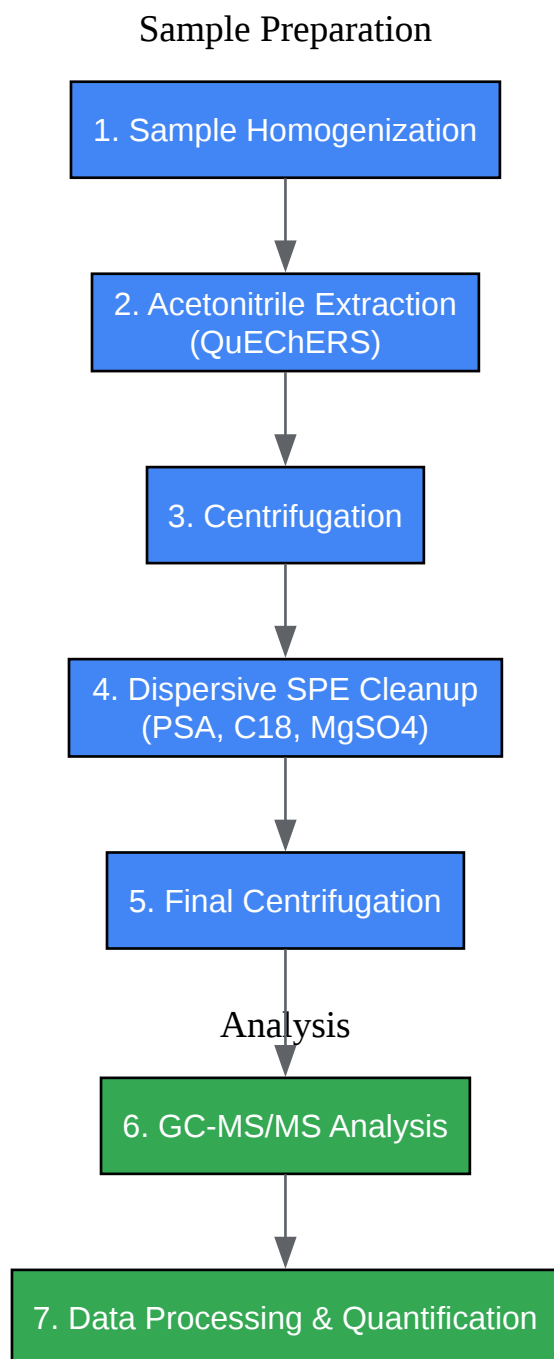 Sample Preparation
1. Sample Homogenization
2. Acetonitrile Extraction
(QuEChERS)
3. Centrifugation
4. Dispersive SPE Cleanup
(PSA, C18, MgSO4)
5. Final Centrifugation
Analysis
6. GC-MS/MS Analysis
7. Data Processing & Quantification